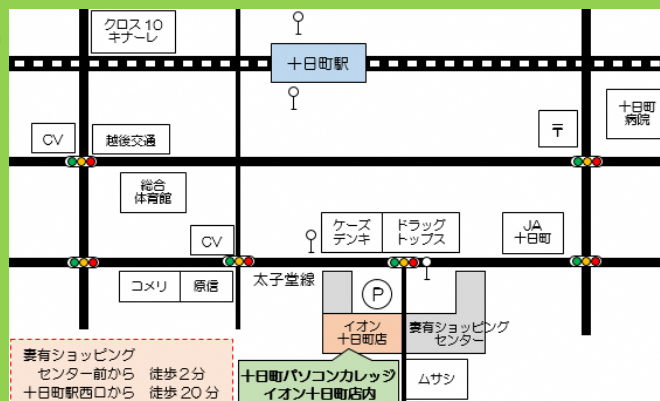 クロス10
キナーレ
十日町駅
十日町
病院
〒
CV
越後交通
総合
体育館
CV
ケーズ
デンキ
ドラッグ
トップス
JA
十日町
コメリ
原信
太子堂線
P
イオン
十日町店
妻有ショッピング
センター
妻有ショッピング
センター前から 徒歩2分
十日町駅西口から 徒歩20分
十日町パソコンカレッジ
イオン十日町店内
ムサシ